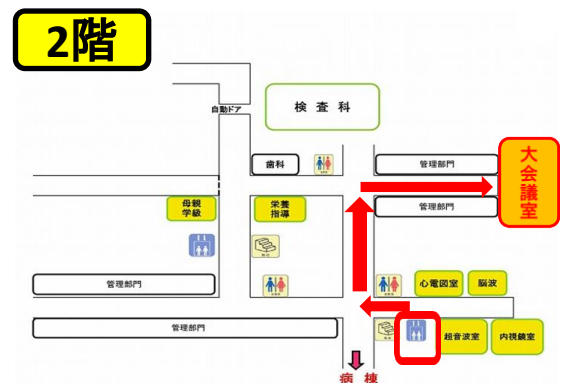 2階
自動ドア
検 査 科
歯科
管理部門
大会議室
母親
学級
栄養
指導
管理部門
管理部門
心電図室
脳波
管理部門
超音波室
内視鏡室
病 棟